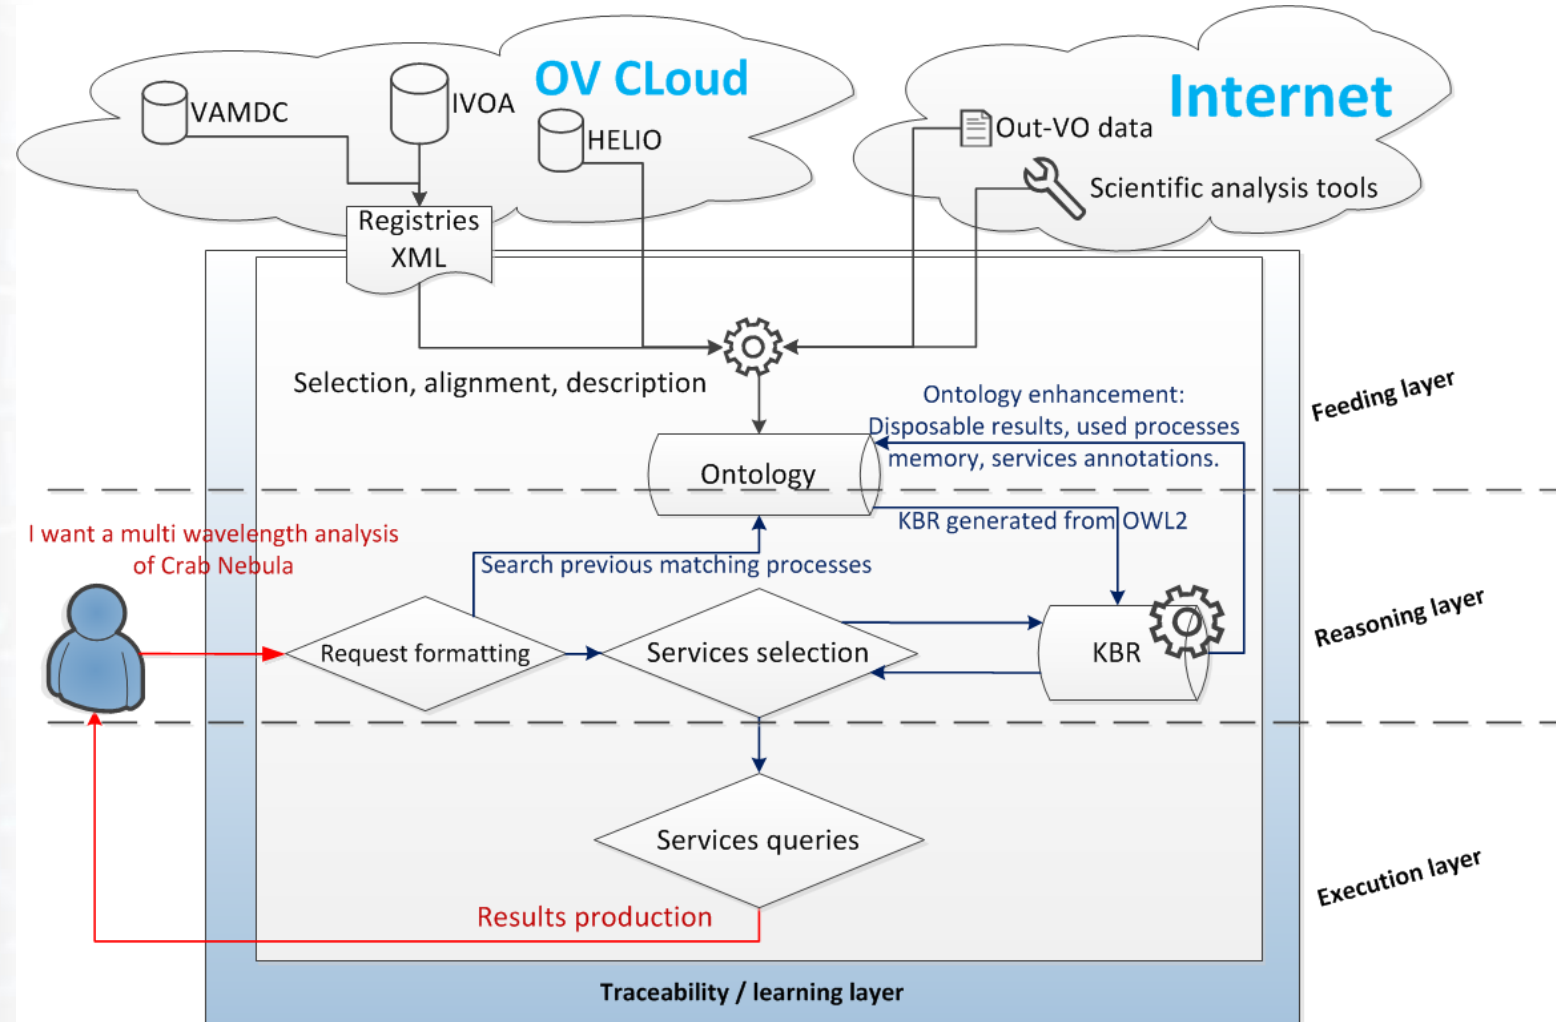 OV CLoud
Internet
VAMDC
IVOA
HELIO
Out-VO data
Scientific analysis tools
Registries
XML
Selection, alignment, description
Ontology enhancement:
Disposable results, used processes
memory, services annotations.
Feeding layer
Ontology
KBR generated from OWL2
I want a multi wavelength analysis
of Crab Nebula
Search previous matching processes
Reasoning layer
Request formatting
Services selection
KBR
Services queries
Execution layer
Results production
Traceability / learning layer